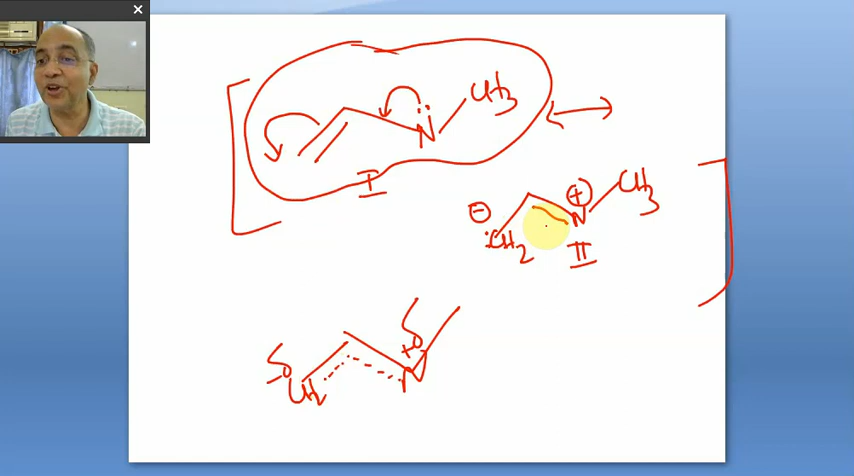 N CH3
I
⊖ ⊕
CH2 N CH3
II
δ- δ+
CH2 N